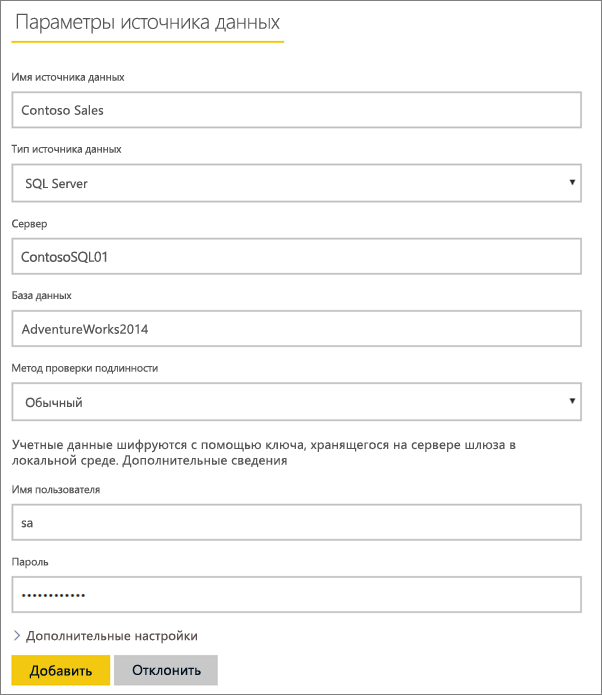 Параметры источника данных
Имя источника данных
Contoso Sales
Тип источника данных
SQL Server
Сервер
ContosoSQL01
База данных
AdventureWorks2014
Метод проверки подлинности
Обычный
Учетные данные шифруются с помощью ключа, хранящегося на сервере шлюза в
локальной среде. Дополнительные сведения
Имя пользователя
sa
Пароль
••••••••••••
Дополнительные настройки
Добавить Отклонить